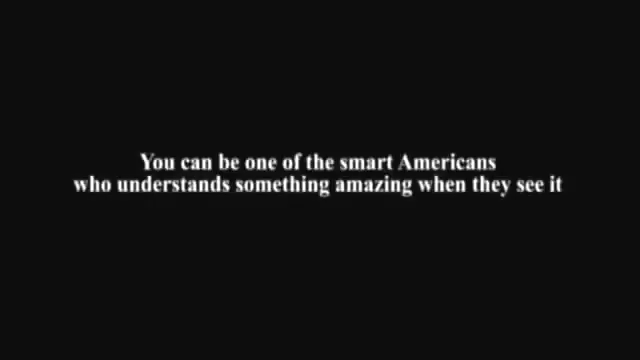 You can be one of the smart Americans
who understands something amazing when they see it